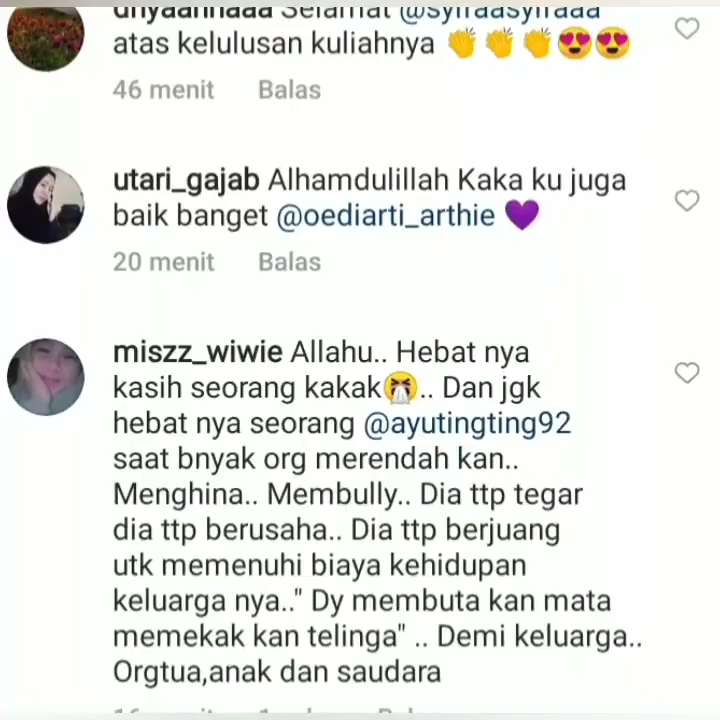 Selamat @syifraasyifraaa
atas kelulusan kuliahnya 👏👏👏😍😍
46 menit Balas
utari_gajab Alhamdulillah Kaka ku juga
baik banget @oediarti_arthie 💜
20 menit Balas
miszz_wiwie Allahu.. Hebat nya
kasih seorang kakak🤧.. Dan jgk
hebat nya seorang @ayutingting92
saat bnyak org merendah kan..
Menghina.. Membully.. Dia ttp tegar
dia ttp berusaha.. Dia ttp berjuang
utk memenuhi biaya kehidupan
keluarga nya.." Dy membuta kan mata
memekak kan telinga" .. Demi keluarga..
Orgtua,anak dan saudara